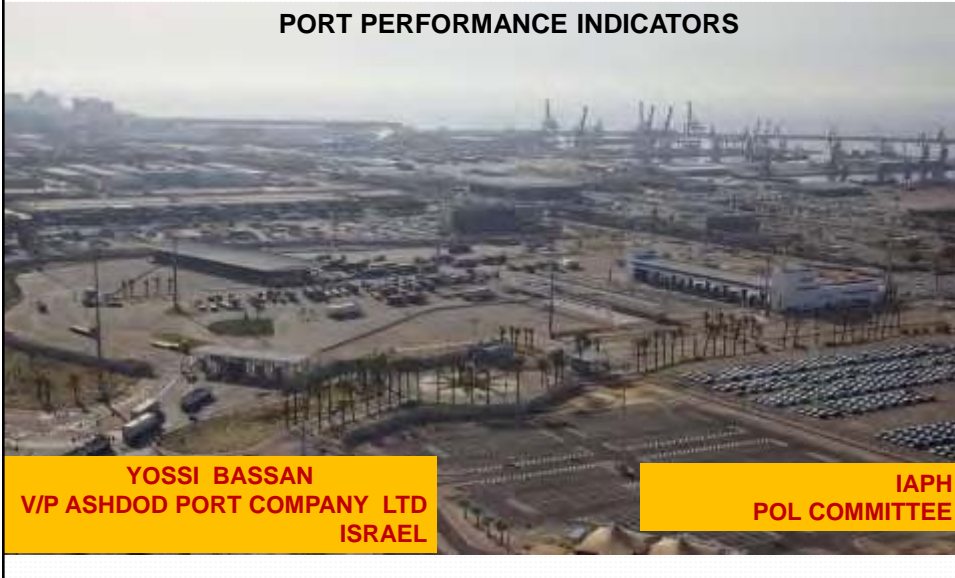 PORT PERFORMANCE INDICATORS
YOSSI BASSAN
V/P ASHDOD PORT COMPANY LTD
ISRAEL
IAPH
POL COMMITTEE